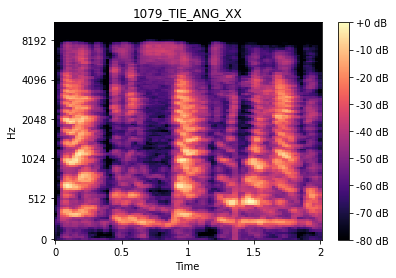 1079_TIE_ANG_XX
8192
4096
2048
1024
512
0
Hz
0
0.5
1
1.5
2
Time
+0 dB
-10 dB
-20 dB
-30 dB
-40 dB
-50 dB
-60 dB
-70 dB
-80 dB